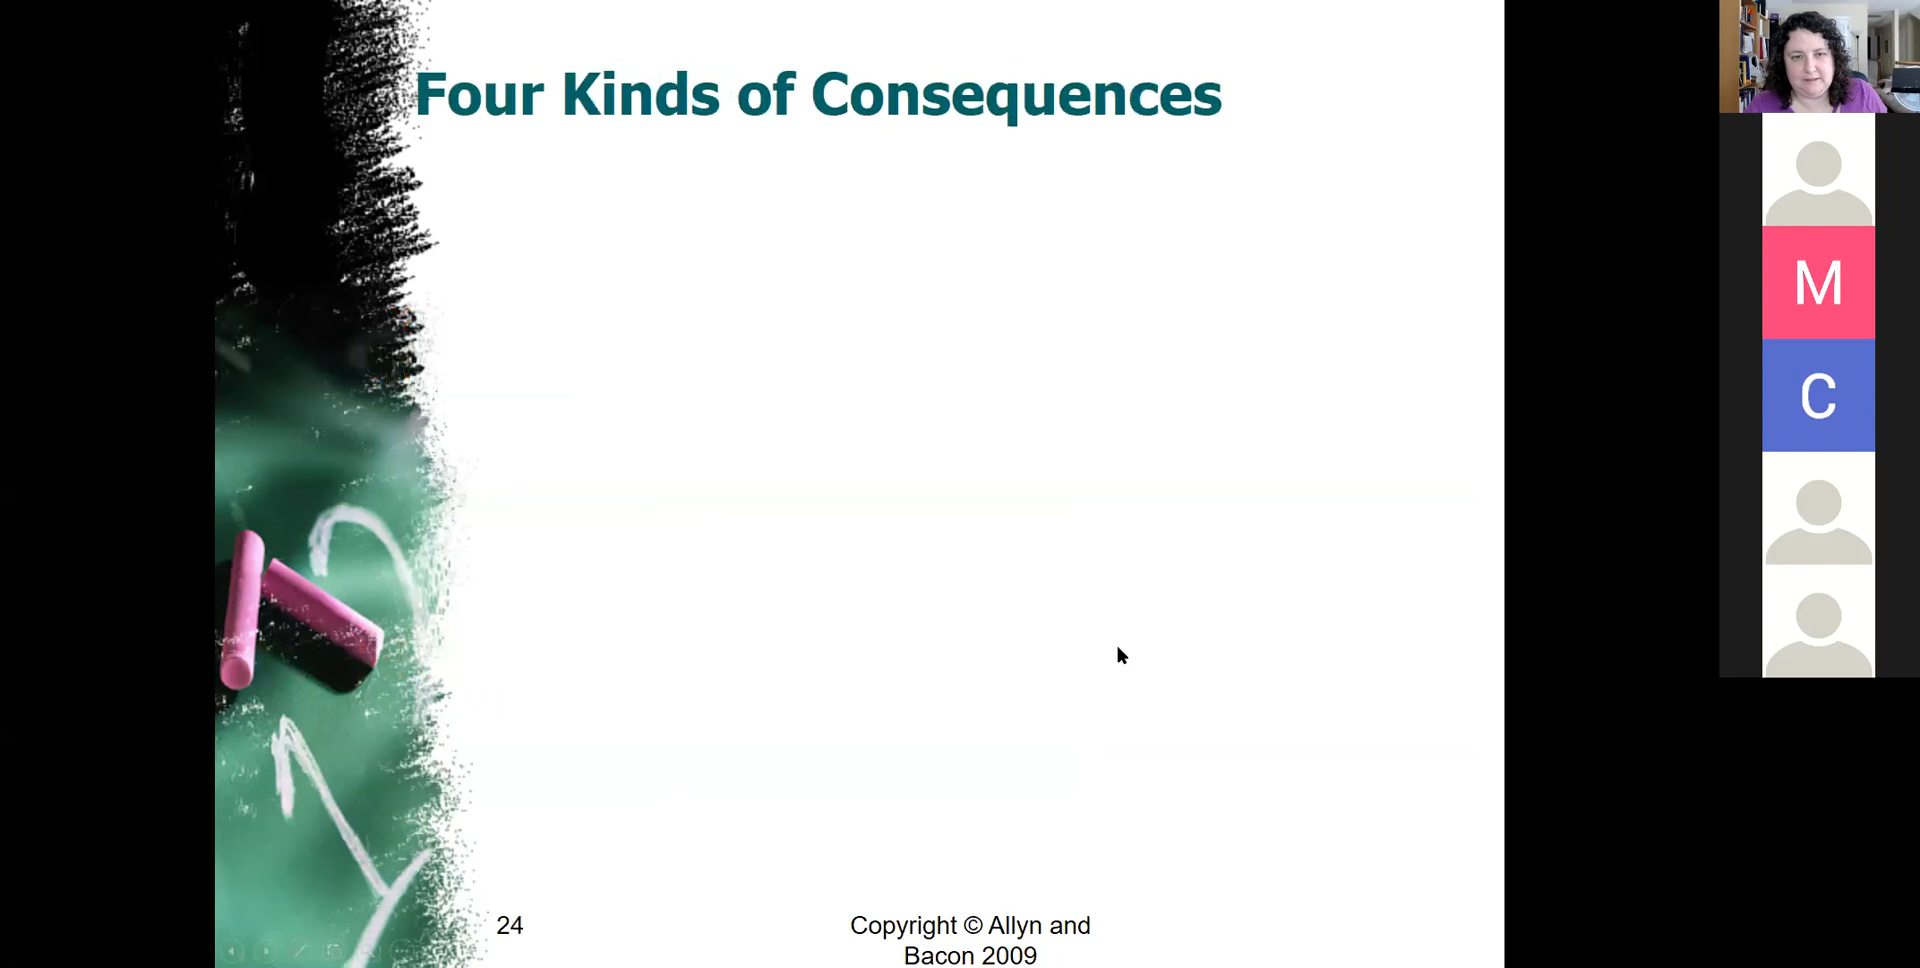 Four Kinds of Consequences
M
C
24
Copyright © Allyn and
Bacon 2009